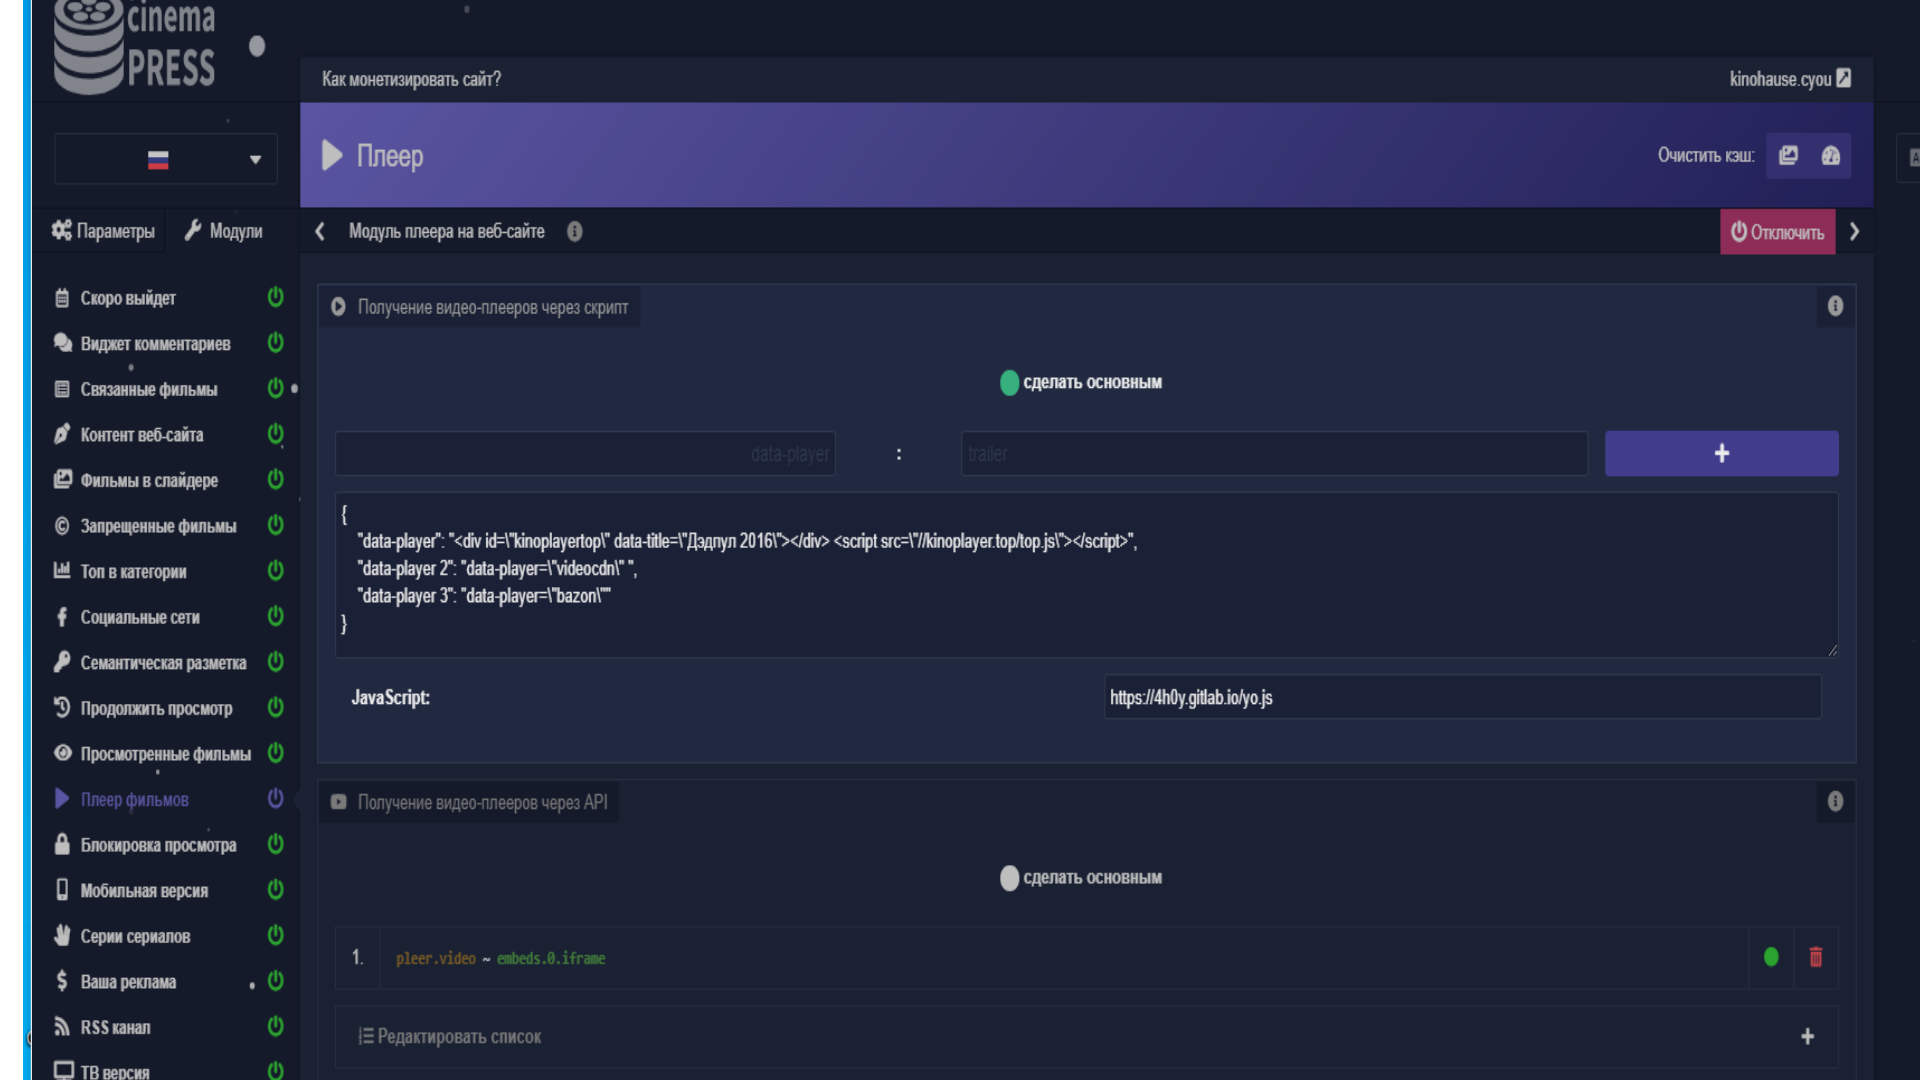 cinema
PRESS
Как монетизировать сайт?
kinohause.cyou
Плеер
Очистить кэш:
Параметры
Модули
Модуль плеера на веб-сайте
Отключить
Скоро выйдет
Виджет комментариев
Связанные фильмы
Контент веб-сайта
Фильмы в слайдере
Запрещенные фильмы
Топ в категории
Социальные сети
Семантическая разметка
Продолжить просмотр
Просмотренные фильмы
Плеер фильмов
Блокировка просмотра
Мобильная версия
Серии сериалов
Ваша реклама
RSS канал
ТВ версия
Получение видео-плееров через скрипт
сделать основным
data-player : trailer +
{
"data-player": "<div id=\"kinoplayertop\" data-title=\"Дэдпул 2016\"></div> <script src=\"//kinoplayer.top/top.js\"></script>",
"data-player 2": "data-player=\"videocdn\" ",
"data-player 3": "data-player=\"bazon\""
}
JavaScript:
https://4h0y.gitlab.io/yo.js
Получение видео-плееров через API
сделать основным
1. pleer.video ~ embeds.0.iframe
Редактировать список +